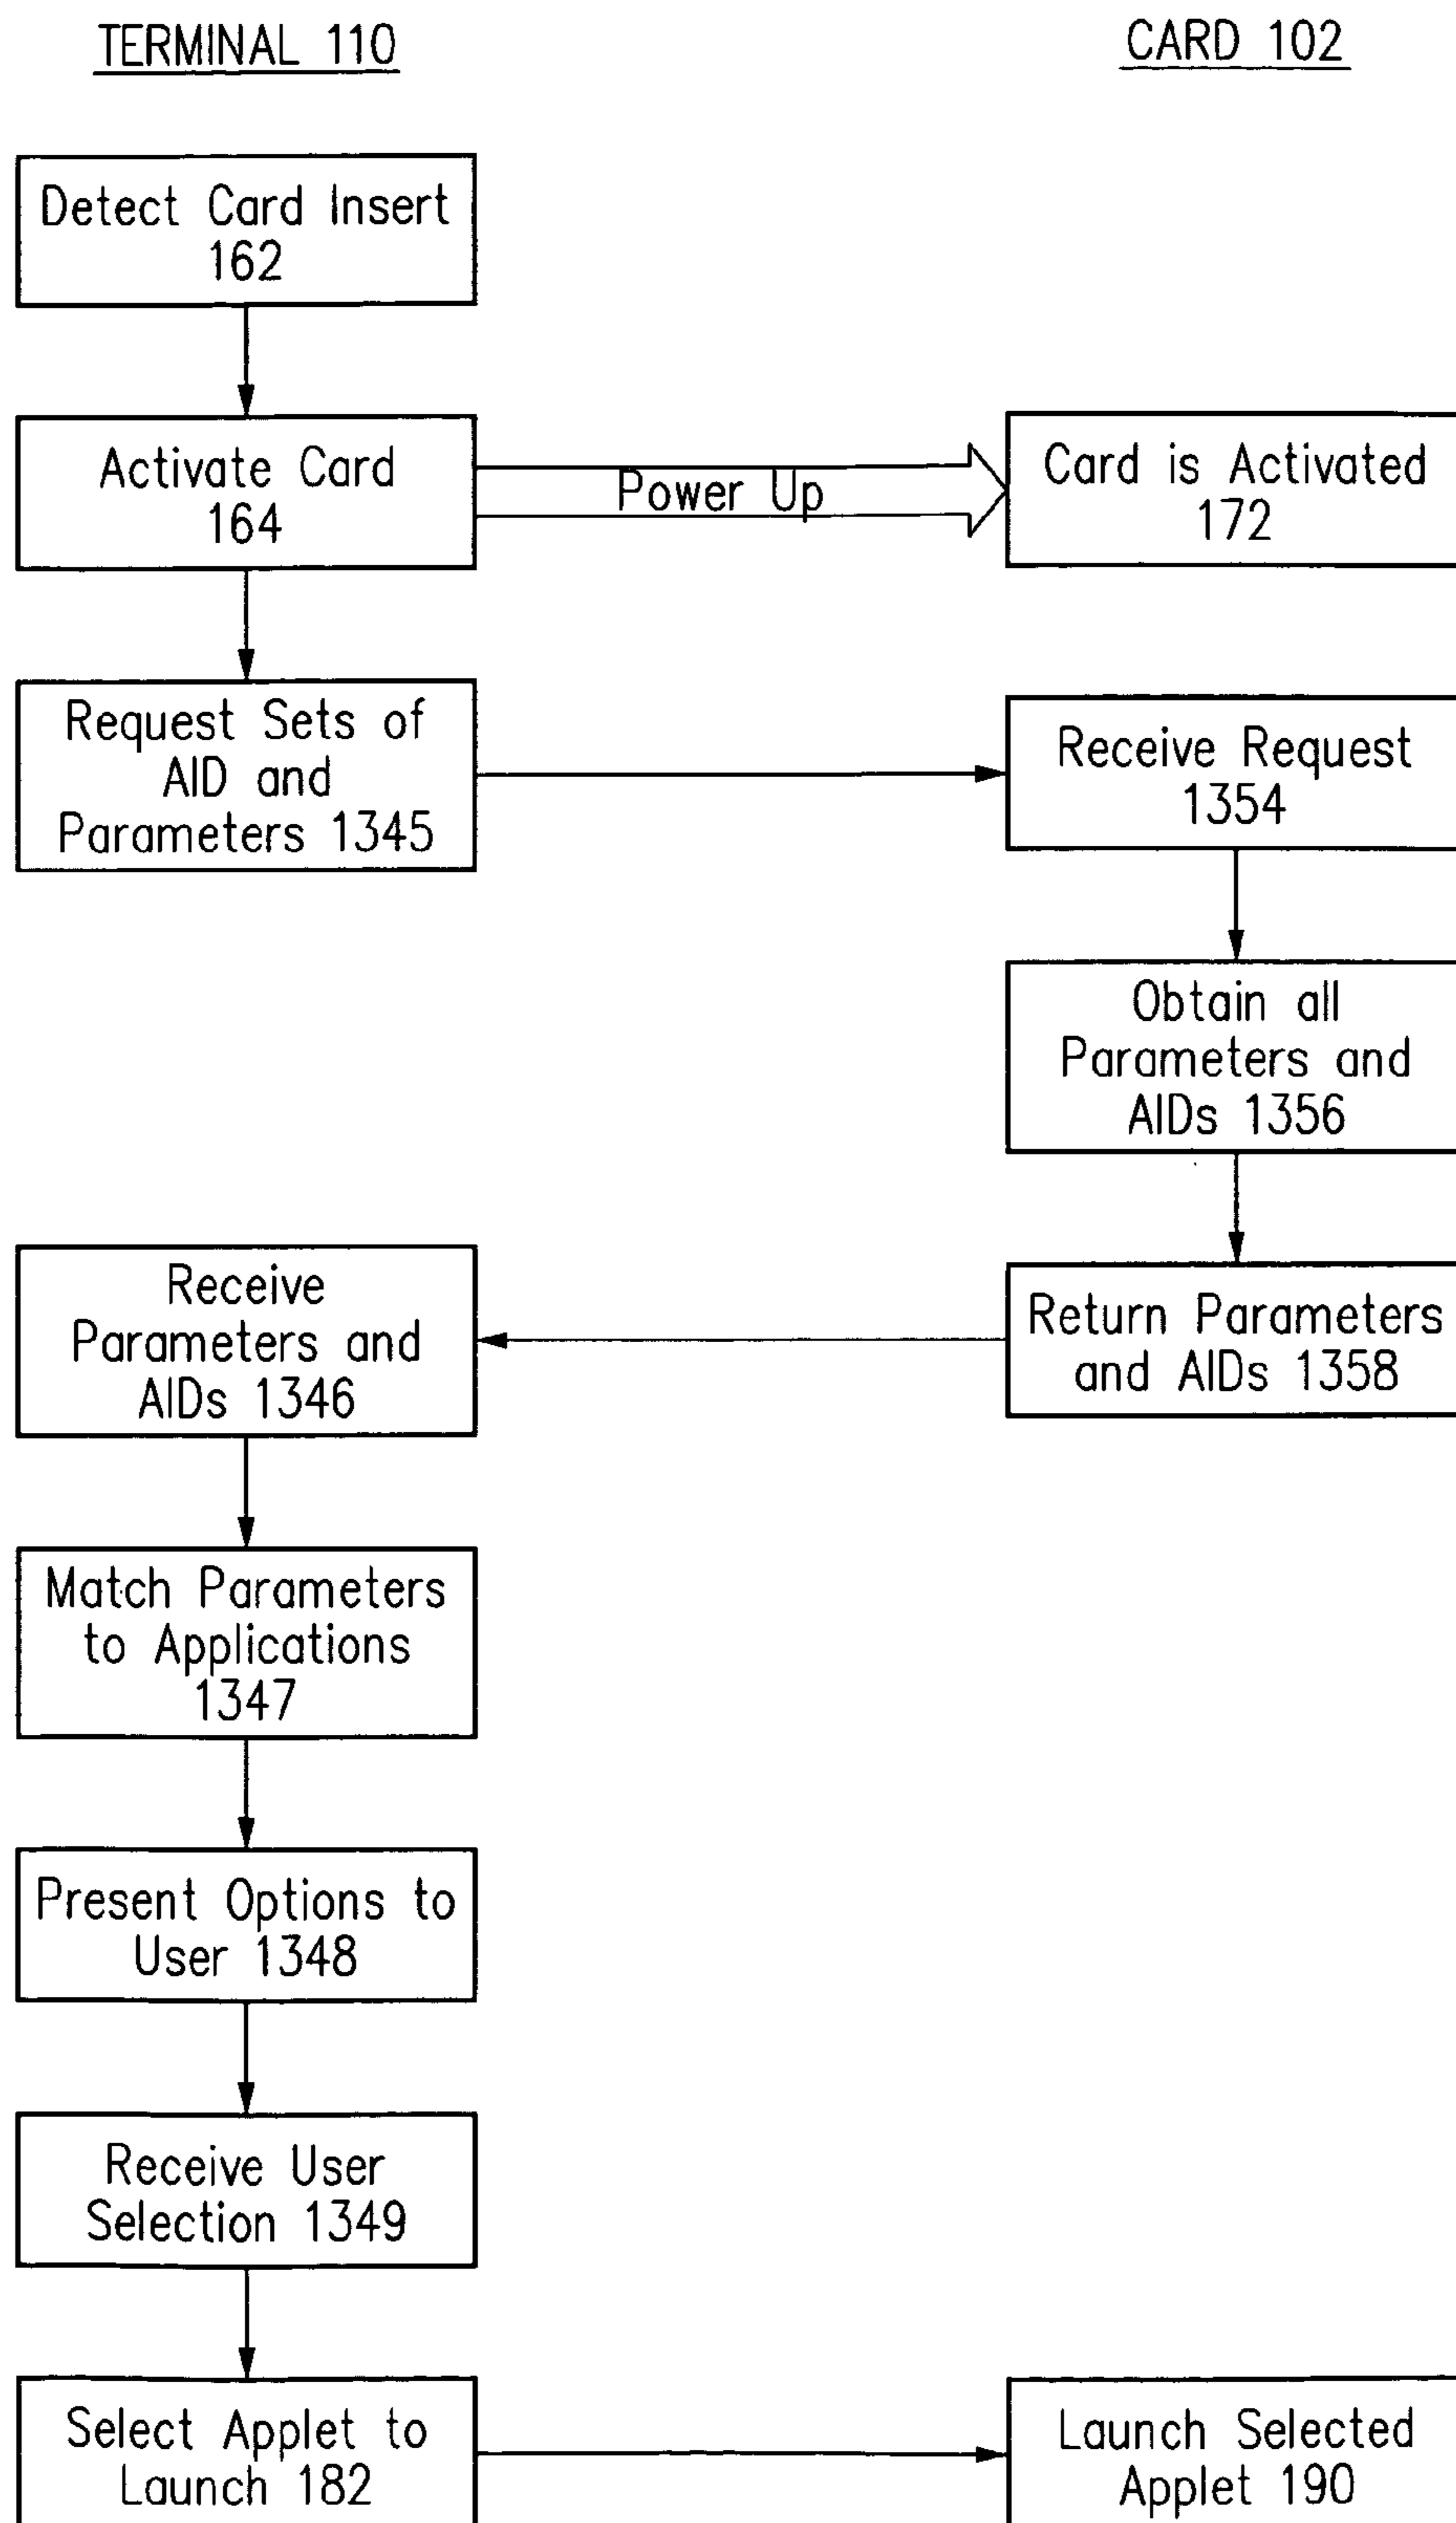 TERMINAL 110
CARD 102
Detect Card Insert
162
Activate Card
164
Power Up
Card is Activated
172
Request Sets of
AID and
Parameters 1345
Receive Request
1354
Obtain all
Parameters and
AIDs 1356
Return Parameters
and AIDs 1358
Receive
Parameters and
AIDs 1346
Match Parameters
to Applications
1347
Present Options to
User 1348
Receive User
Selection 1349
Select Applet to
Launch 182
Launch Selected
Applet 190